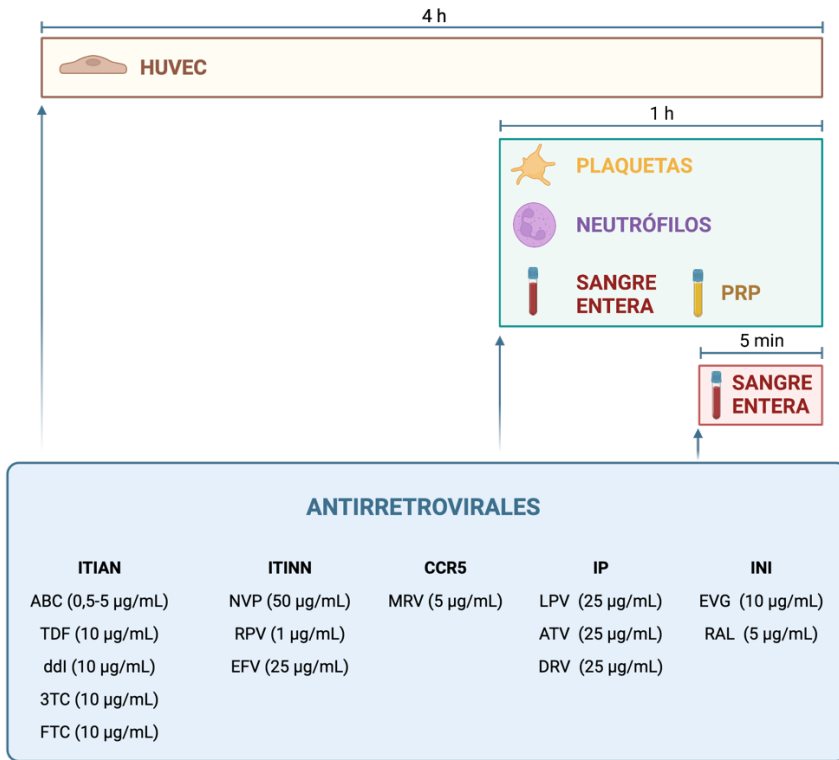 4 h
HUVEC
1 h
PLAQUETAS
NEUTRÓFILOS
SANGRE
ENTERA
PRP
5 min
SANGRE
ENTERA
ANTIRRETROVIRALES
ITIAN
ABC (0,5-5 µg/mL)
TDF (10 µg/mL)
ddI (10 µg/mL)
3TC (10 µg/mL)
FTC (10 µg/mL)
ITINN
NVP (50 µg/mL)
RPV (1 µg/mL)
EFV (25 µg/mL)
CCR5
MRV (5 µg/mL)
IP
LPV (25 µg/mL)
ATV (25 µg/mL)
DRV (25 µg/mL)
INI
EVG (10 µg/mL)
RAL (5 µg/mL)